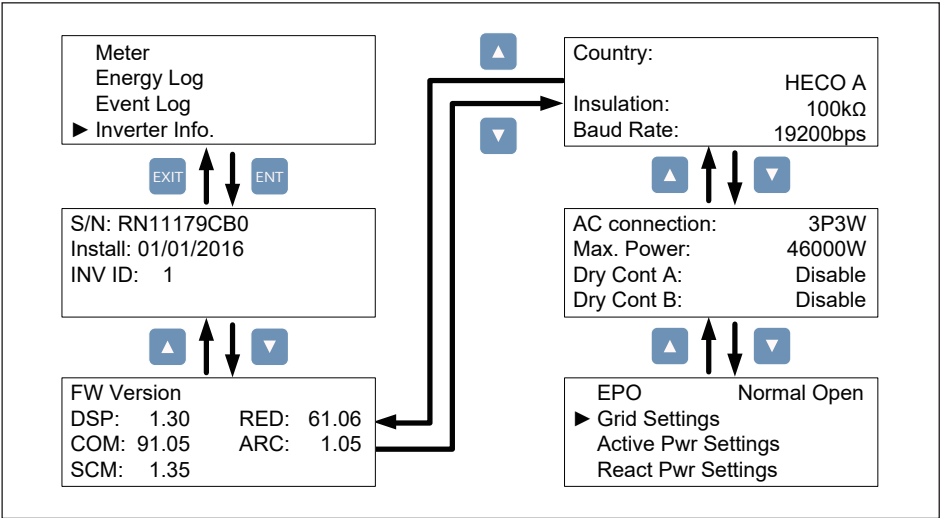 Meter
Energy Log
Event Log
► Inverter Info.
EXIT
ENT
S/N: RN11179CB0
Install: 01/01/2016
INV ID: 1
FW Version
DSP: 1.30 RED: 61.06
COM: 91.05 ARC: 1.05
SCM: 1.35
Country:
HECO A
Insulation: 100kΩ
Baud Rate: 19200bps
AC connection: 3P3W
Max. Power: 46000W
Dry Cont A: Disable
Dry Cont B: Disable
EPO Normal Open
► Grid Settings
Active Pwr Settings
React Pwr Settings